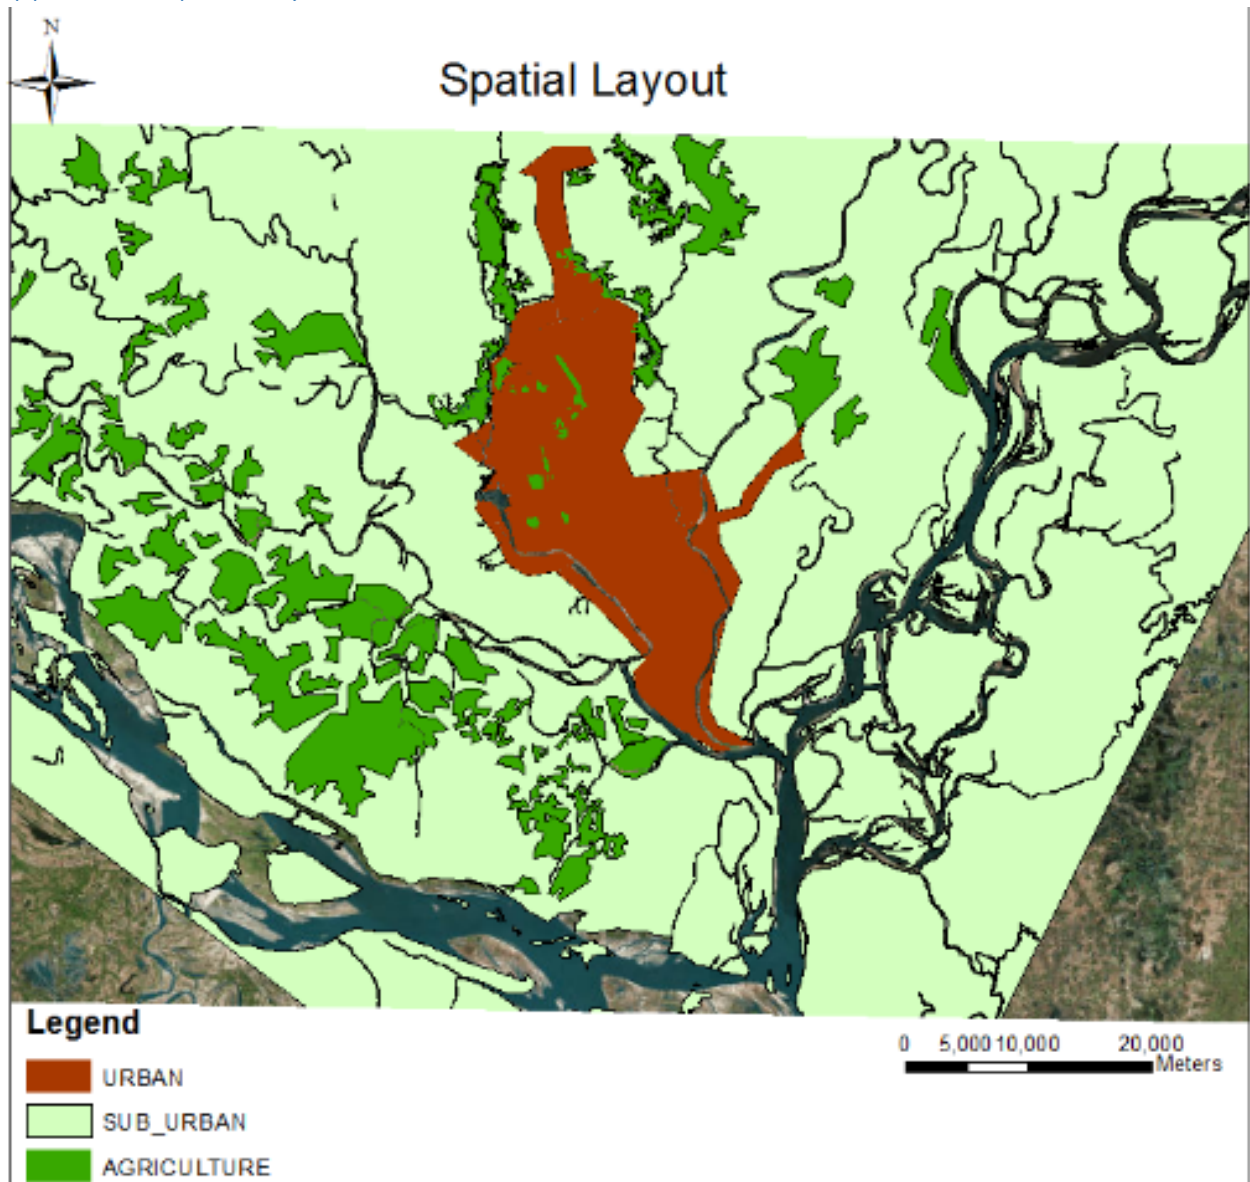 N
Spatial Layout
Legend
URBAN
SUB_URBAN
AGRICULTURE
0 5,000 10,000 20,000
Meters